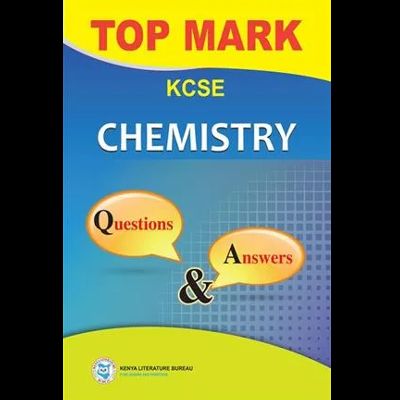 TOP MARK
KCSE
CHEMISTRY
Questions
&
Answers
KENYA LITERATURE BUREAU